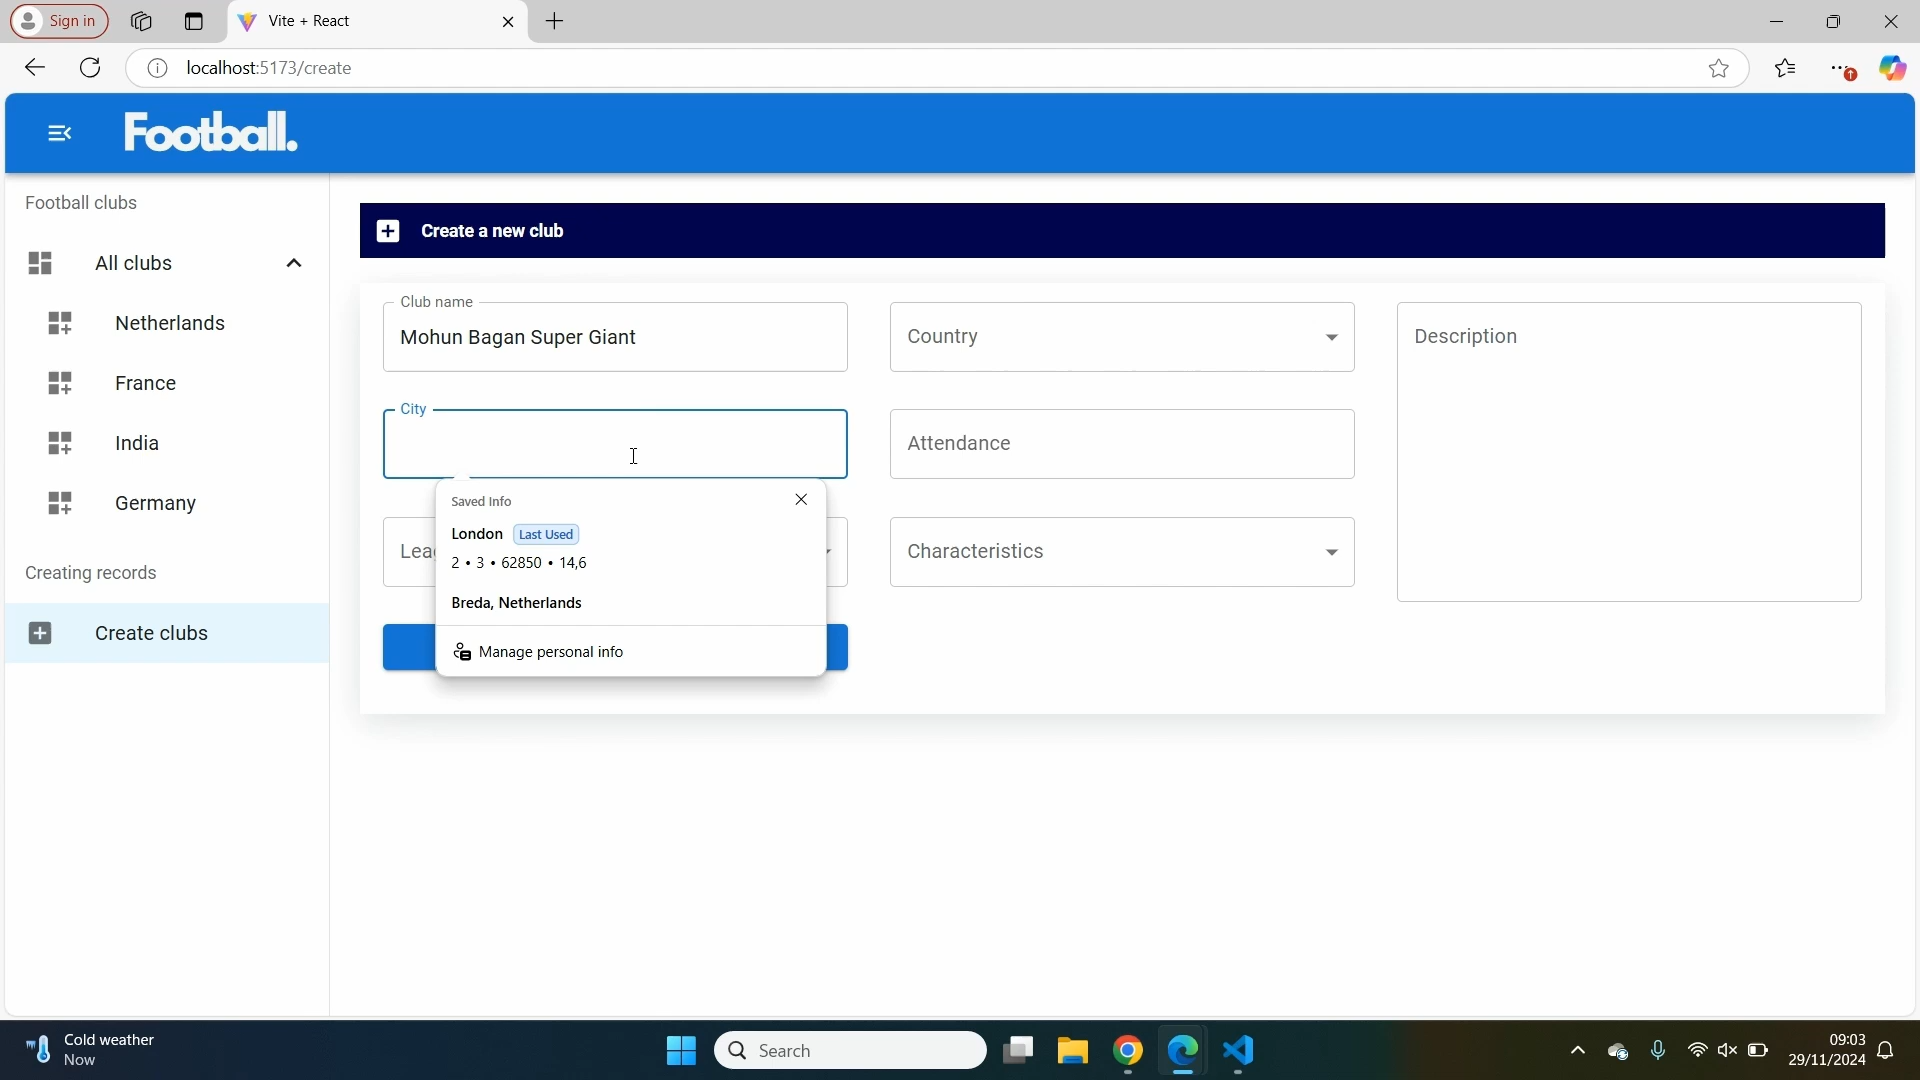 Sign in
Vite + React
localhost:5173/create
Football.
Football clubs
All clubs
Netherlands
France
India
Germany
Creating records
Create clubs
Create a new club
Club name
Mohun Bagan Super Giant
Country
Description
City
Attendance
Saved Info
London Last Used
2 • 3 • 62850 • 14,6
Breda, Netherlands
Manage personal info
Characteristics
Cold weather
Now
Search
09:03
29/11/2024